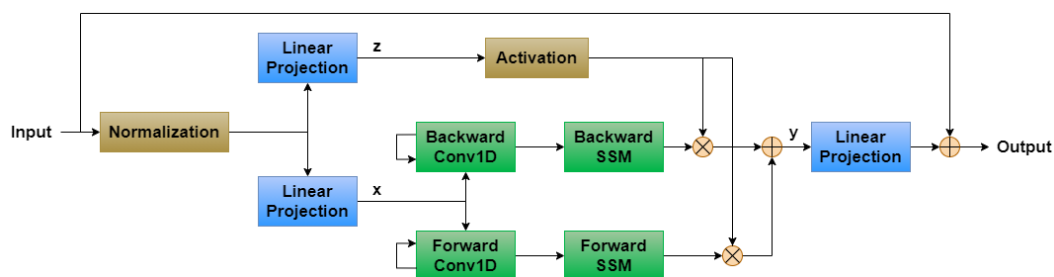 Linear
Projection
z
Activation
Input
Normalization
Backward
Conv1D
Backward
SSM
y
Linear
Projection
Output
Linear
Projection
x
Forward
Conv1D
Forward
SSM